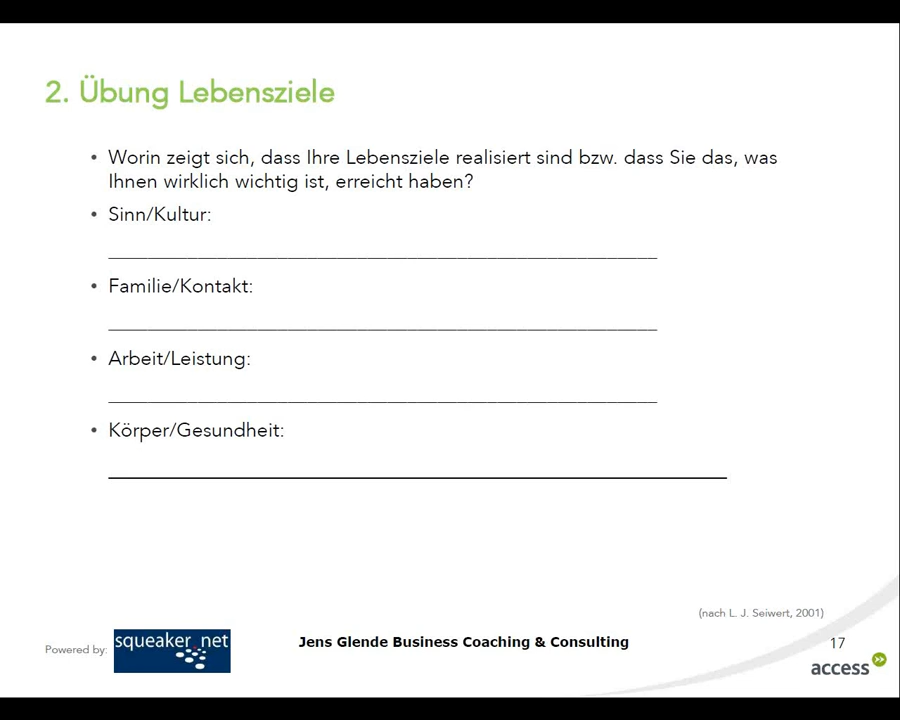 2. Übung Lebensziele
• Worin zeigt sich, dass Ihre Lebensziele realisiert sind bzw. dass Sie das, was
Ihnen wirklich wichtig ist, erreicht haben?
• Sinn/Kultur:
• Familie/Kontakt:
• Arbeit/Leistung:
• Körper/Gesundheit:
(nach L. J. Seiwert, 2001)
Powered by: squeaker.net
Jens Glende Business Coaching & Consulting
17
access